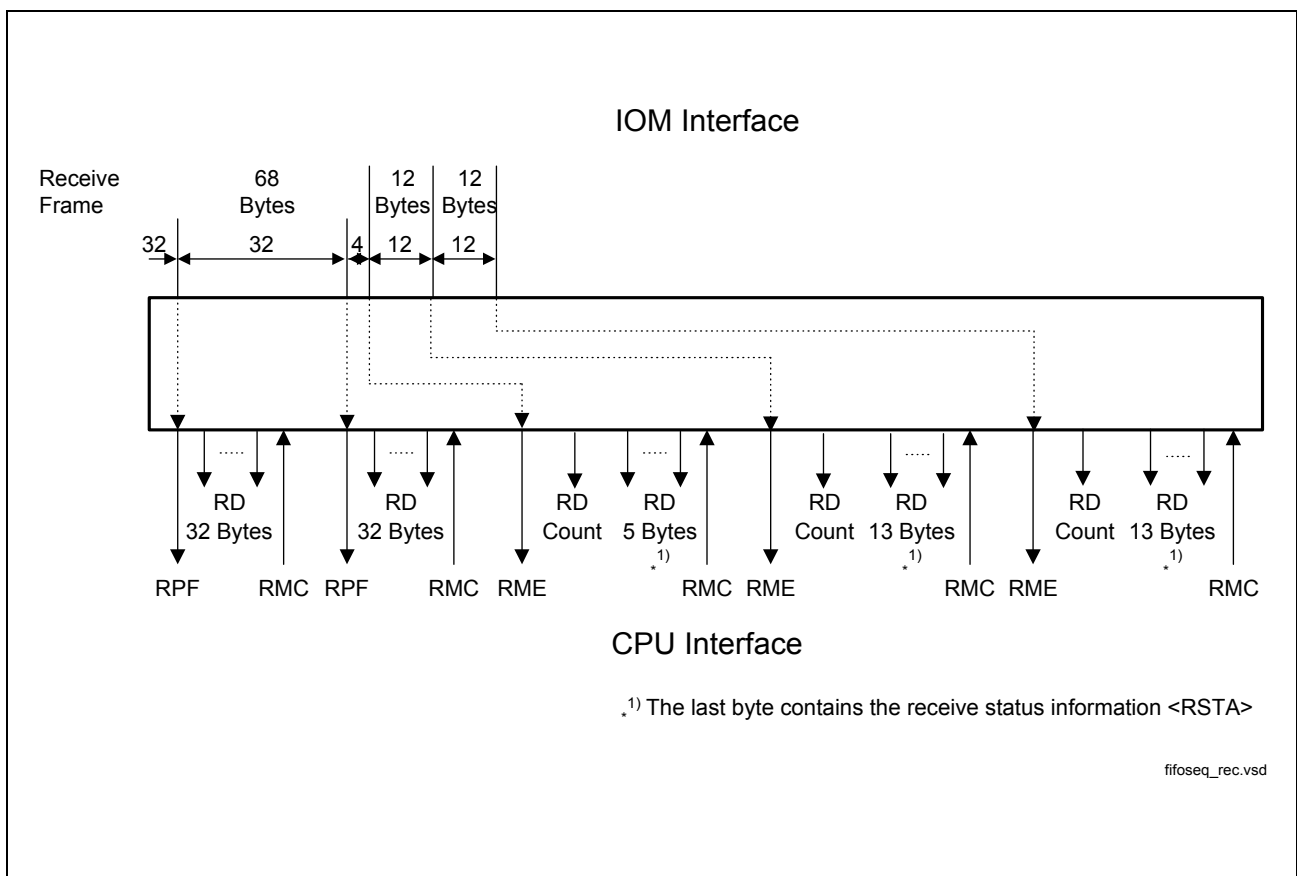 IOM Interface
Receive 68 12 12
Frame Bytes Bytes Bytes
32 32 4 12 12
..... ..... ..... ..... .....
RD RD RD RD RD RD RD RD
32 Bytes 32 Bytes Count 5 Bytes Count 13 Bytes Count 13 Bytes
*1) *1) *1)
RPF RMC RPF RMC RME RMC RME RMC RME RMC
CPU Interface
*1) The last byte contains the receive status information <RSTA>
fifoseq_rec.vsd